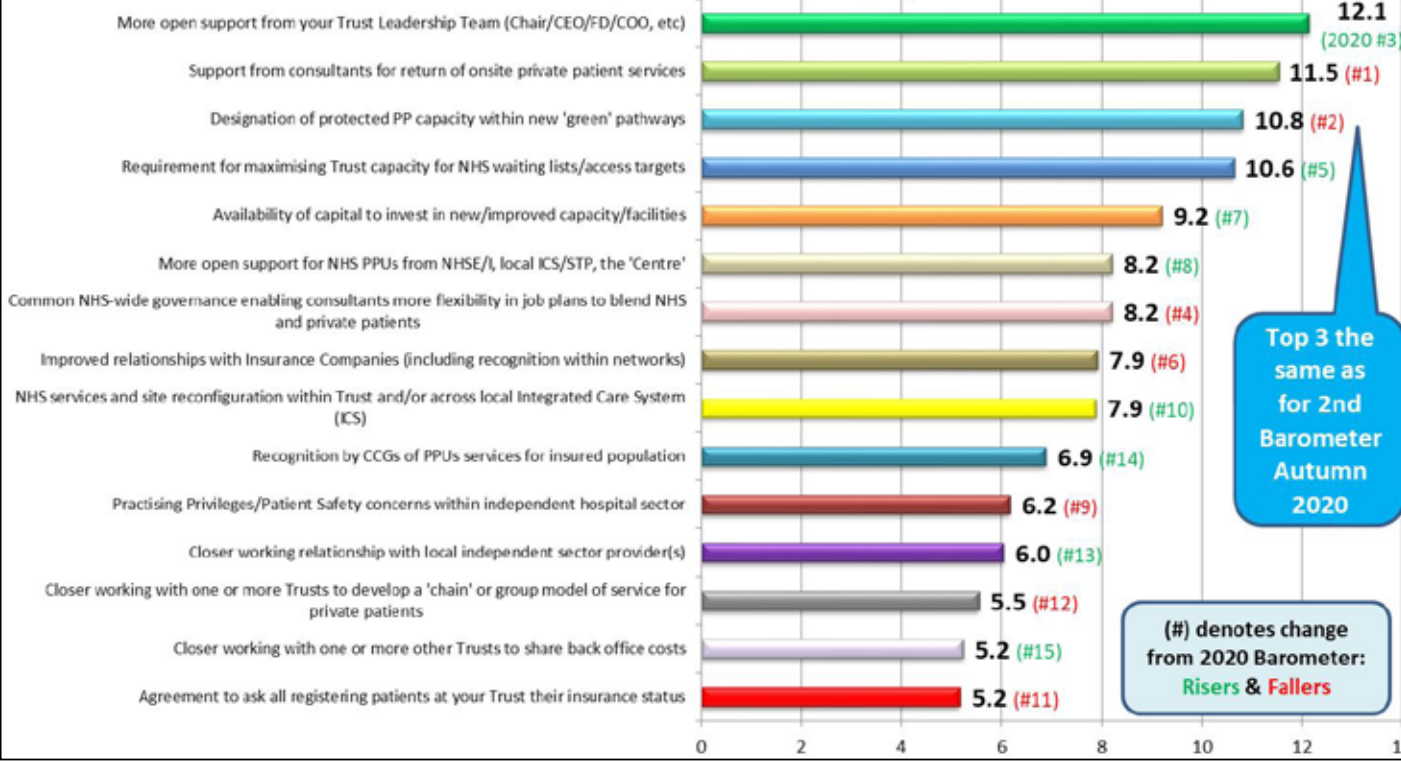 More open support from your Trust Leadership Team (Chair/CEO/FD/COO, etc)
12.1
(2020 #3)
Support from consultants for return of onsite private patient services
11.5 (#1)
Designation of protected PP capacity within new 'green' pathways
10.8 (#2)
Requirement for maximising Trust capacity for NHS waiting lists/access targets
10.6 (#5)
Availability of capital to invest in new/improved capacity/facilities
9.2 (#7)
More open support for NHS PPUs from NHSE/I, local ICS/STP, the 'Centre'
8.2 (#8)
Common NHS-wide governance enabling consultants more flexibility in job plans to blend NHS
and private patients
8.2 (#4)
Improved relationships with Insurance Companies (including recognition within networks)
7.9 (#6)
NHS services and site reconfiguration within Trust and/or across local Integrated Care System
(ICS)
7.9 (#10)
Recognition by CCGs of PPUs services for insured population
6.9 (#14)
Practising Privileges/Patient Safety concerns within independent hospital sector
6.2 (#9)
Closer working relationship with local independent sector provider(s)
6.0 (#13)
Closer working with one or more Trusts to develop a 'chain' or group model of service for
private patients
5.5 (#12)
Closer working with one or more other Trusts to share back office costs
5.2 (#15)
Agreement to ask all registering patients at your Trust their insurance status
5.2 (#11)
Top 3 the
same as
for 2nd
Barometer
Autumn
2020
(#) denotes change
from 2020 Barometer:
Risers & Fallers
0 2 4 6 8 10 12